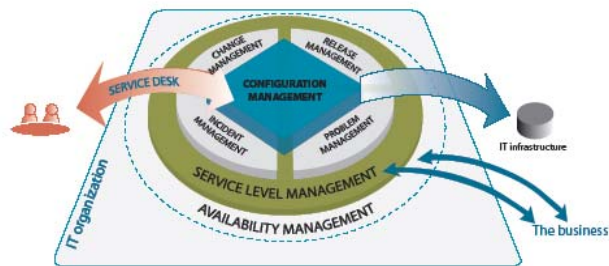 CHANGE
MANAGEMENT
RELEASE
MANAGEMENT
SERVICE DESK
CONFIGURATION
MANAGEMENT
INCIDENT
MANAGEMENT
PROBLEM
MANAGEMENT
IT infrastructure
SERVICE LEVEL MANAGEMENT
AVAILABILITY MANAGEMENT
IT organization
The business